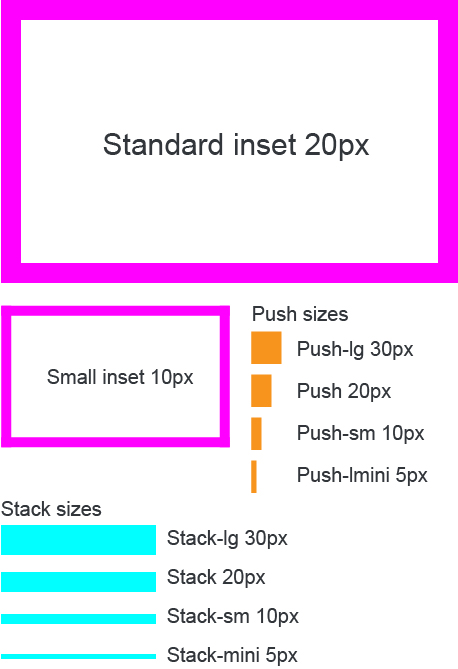 Standard inset 20px
Small inset 10px
Push sizes
Push-lg 30px
Push 20px
Push-sm 10px
Push-lmini 5px
Stack sizes
Stack-lg 30px
Stack 20px
Stack-sm 10px
Stack-mini 5px